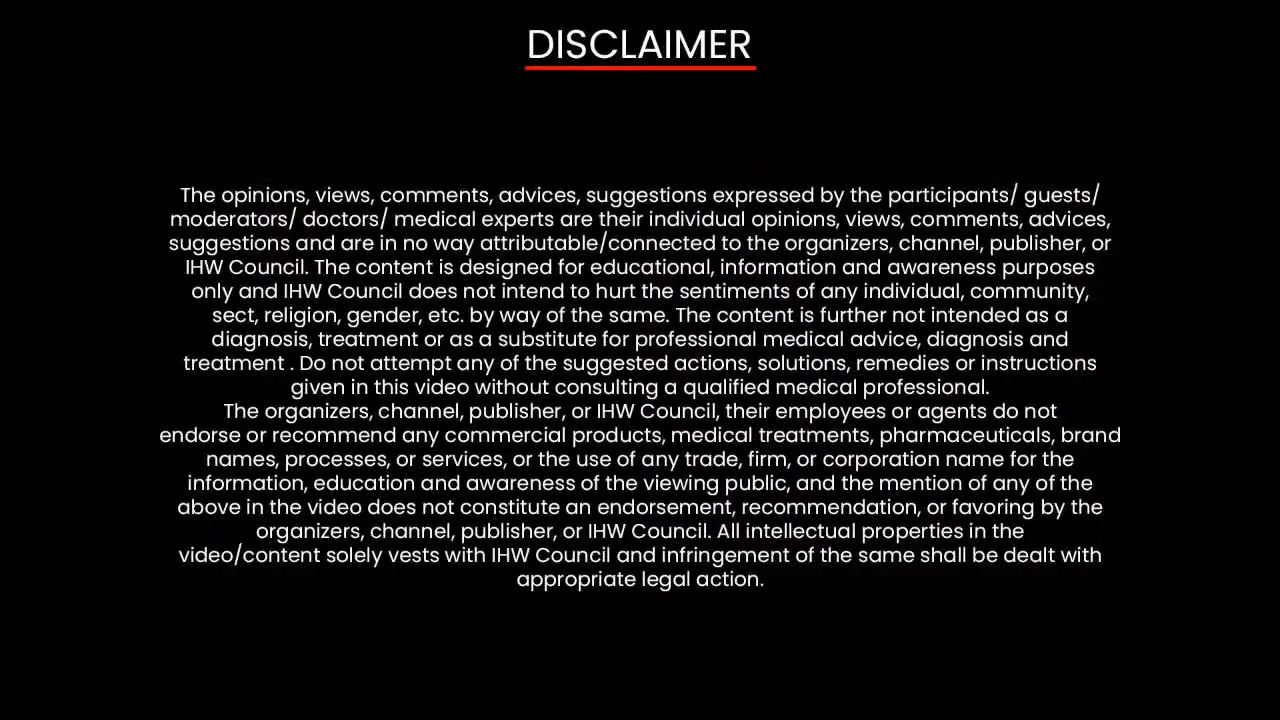 DISCLAIMER
The opinions, views, comments, advices, suggestions expressed by the participants/ guests/
moderators/ doctors/ medical experts are their individual opinions, views, comments, advices,
suggestions and are in no way attributable/connected to the organizers, channel, publisher, or
IHW Council. The content is designed for educational, information and awareness purposes
only and IHW Council does not intend to hurt the sentiments of any individual, community,
sect, religion, gender, etc. by way of the same. The content is further not intended as a
diagnosis, treatment or as a substitute for professional medical advice, diagnosis and
treatment . Do not attempt any of the suggested actions, solutions, remedies or instructions
given in this video without consulting a qualified medical professional.
The organizers, channel, publisher, or IHW Council, their employees or agents do not
endorse or recommend any commercial products, medical treatments, pharmaceuticals, brand
names, processes, or services, or the use of any trade, firm, or corporation name for the
information, education and awareness of the viewing public, and the mention of any of the
above in the video does not constitute an endorsement, recommendation, or favoring by the
organizers, channel, publisher, or IHW Council. All intellectual properties in the
video/content solely vests with IHW Council and infringement of the same shall be dealt with
appropriate legal action.